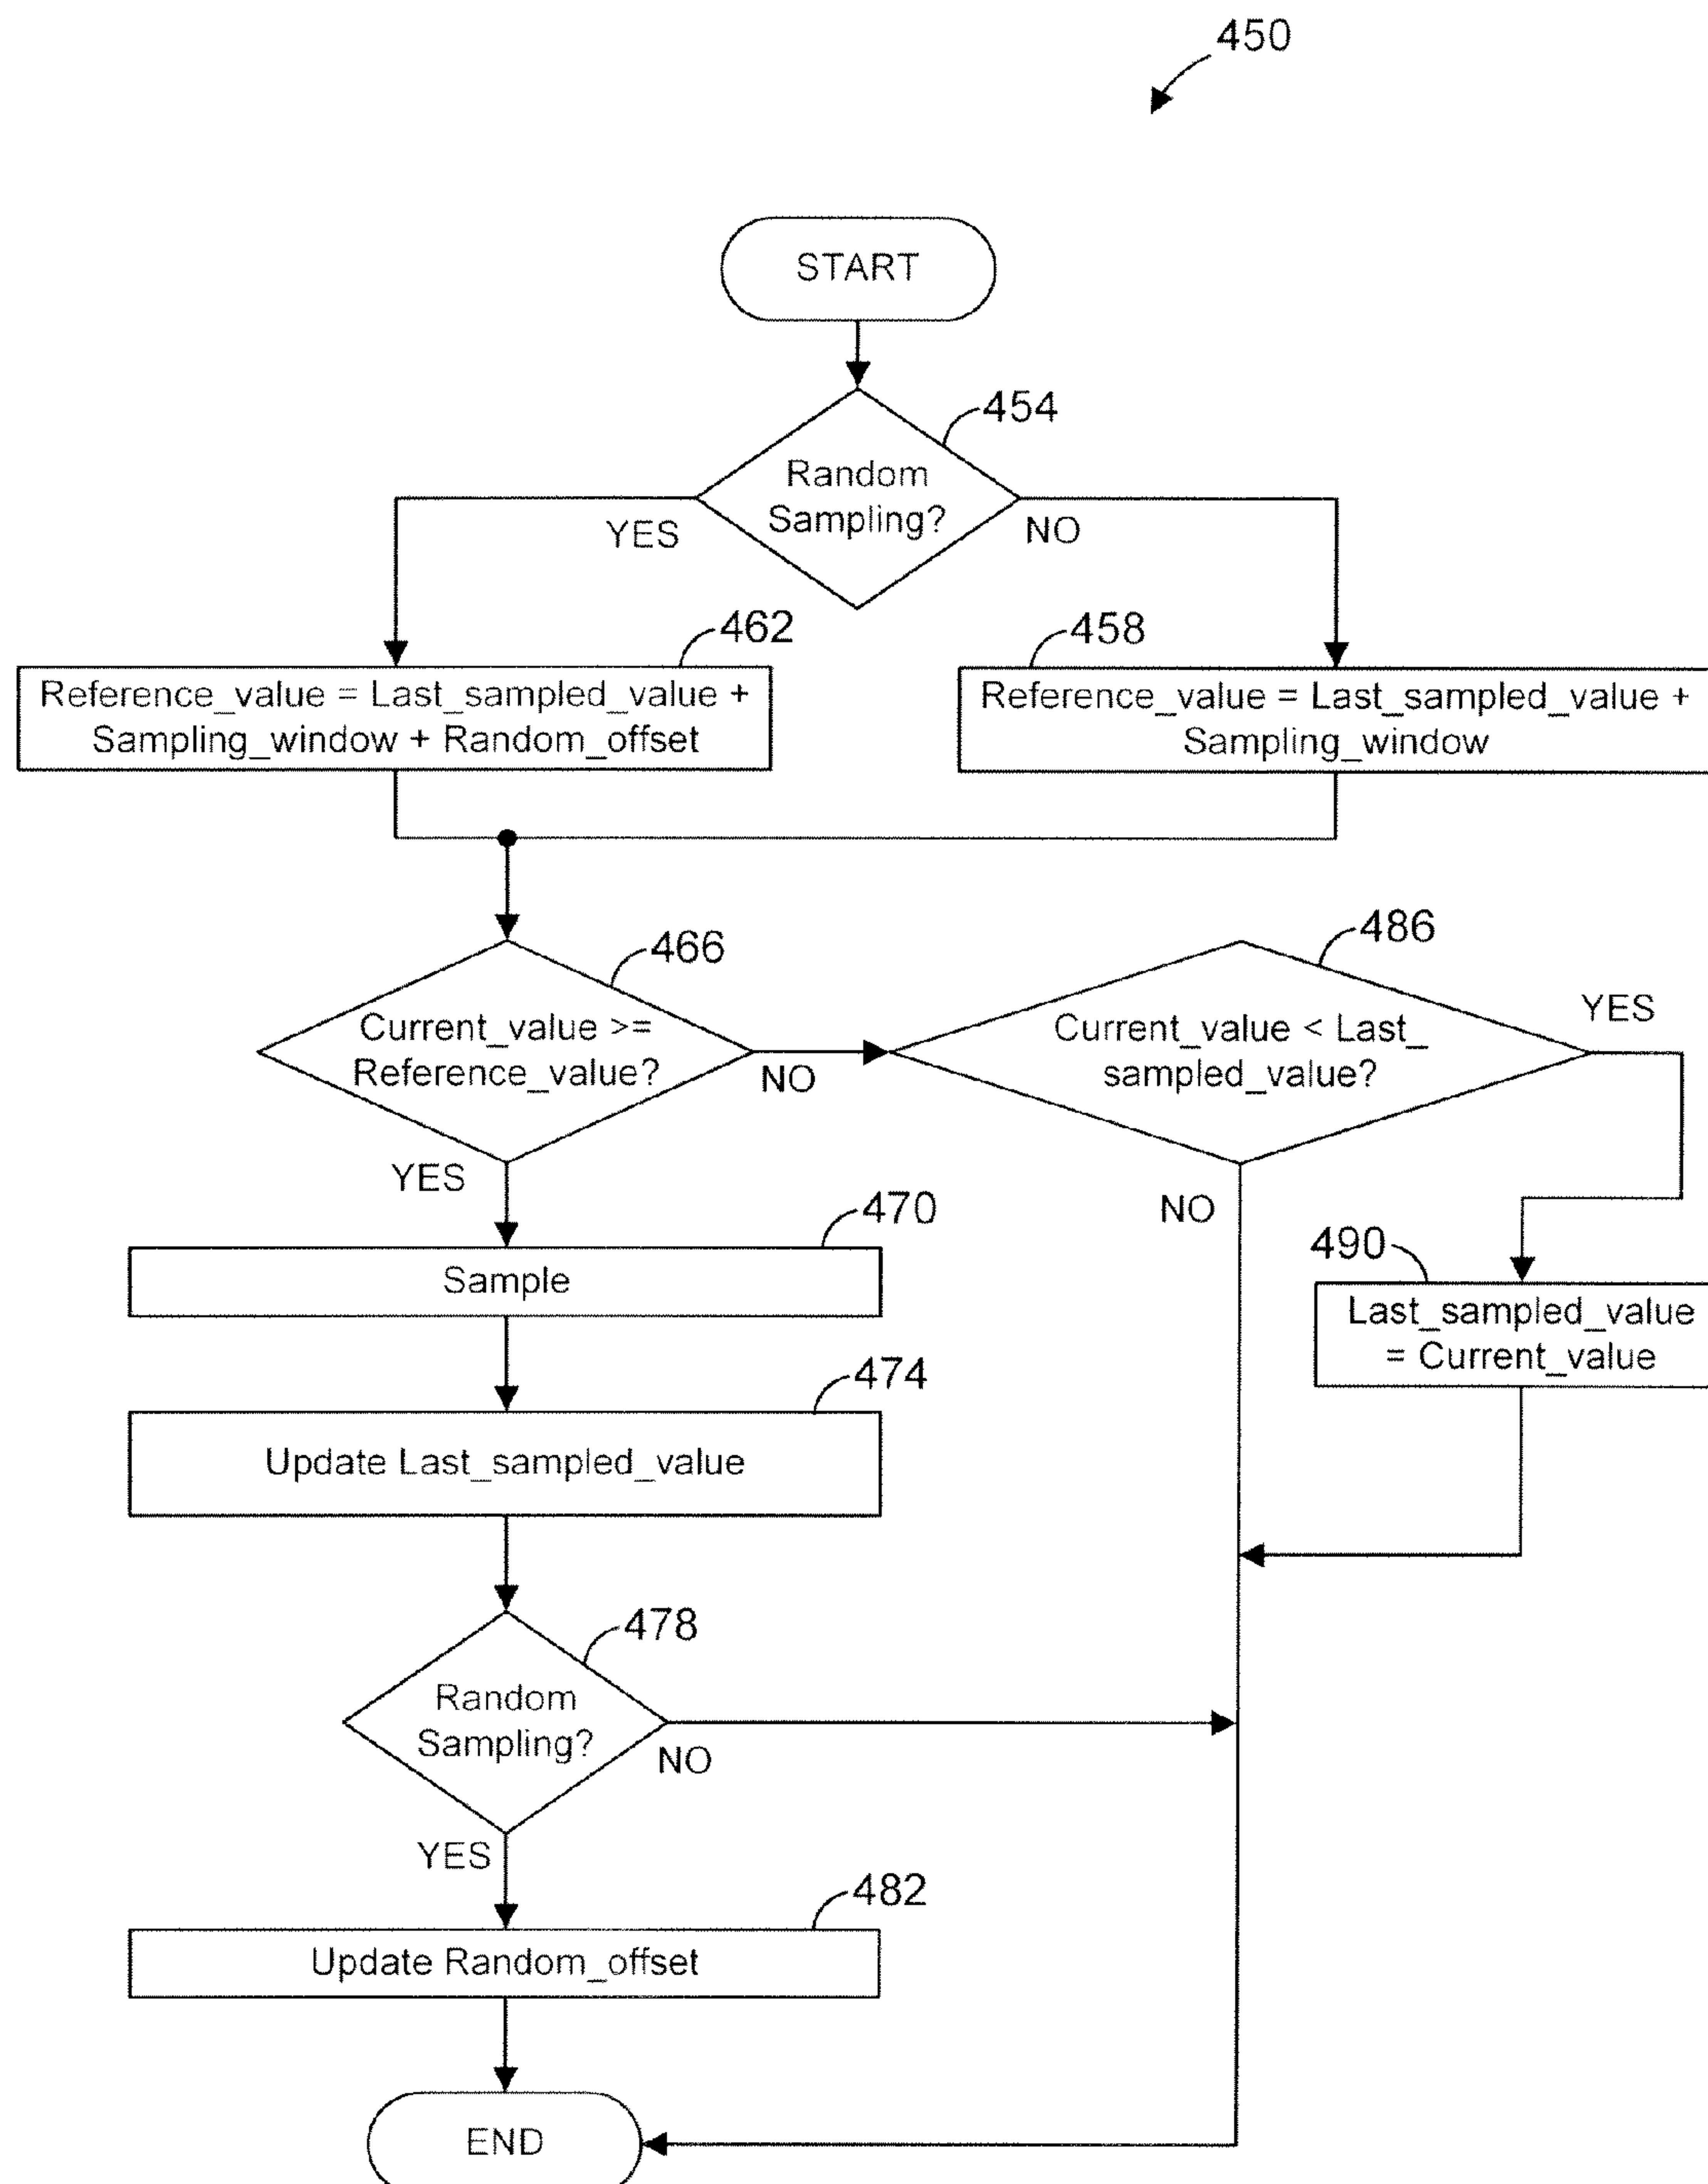 450
START
454
Random
Sampling?
YES
NO
462
458
Reference_value = Last_sampled_value +
Sampling_window + Random_offset
Reference_value = Last_sampled_value +
Sampling_window
466
486
Current_value >=
Reference_value?
NO
Current_value < Last_
sampled_value?
YES
YES
NO
470
Sample
490
Last_sampled_value
= Current_value
474
Update Last_sampled_value
478
Random
Sampling?
NO
YES
482
Update Random_offset
END